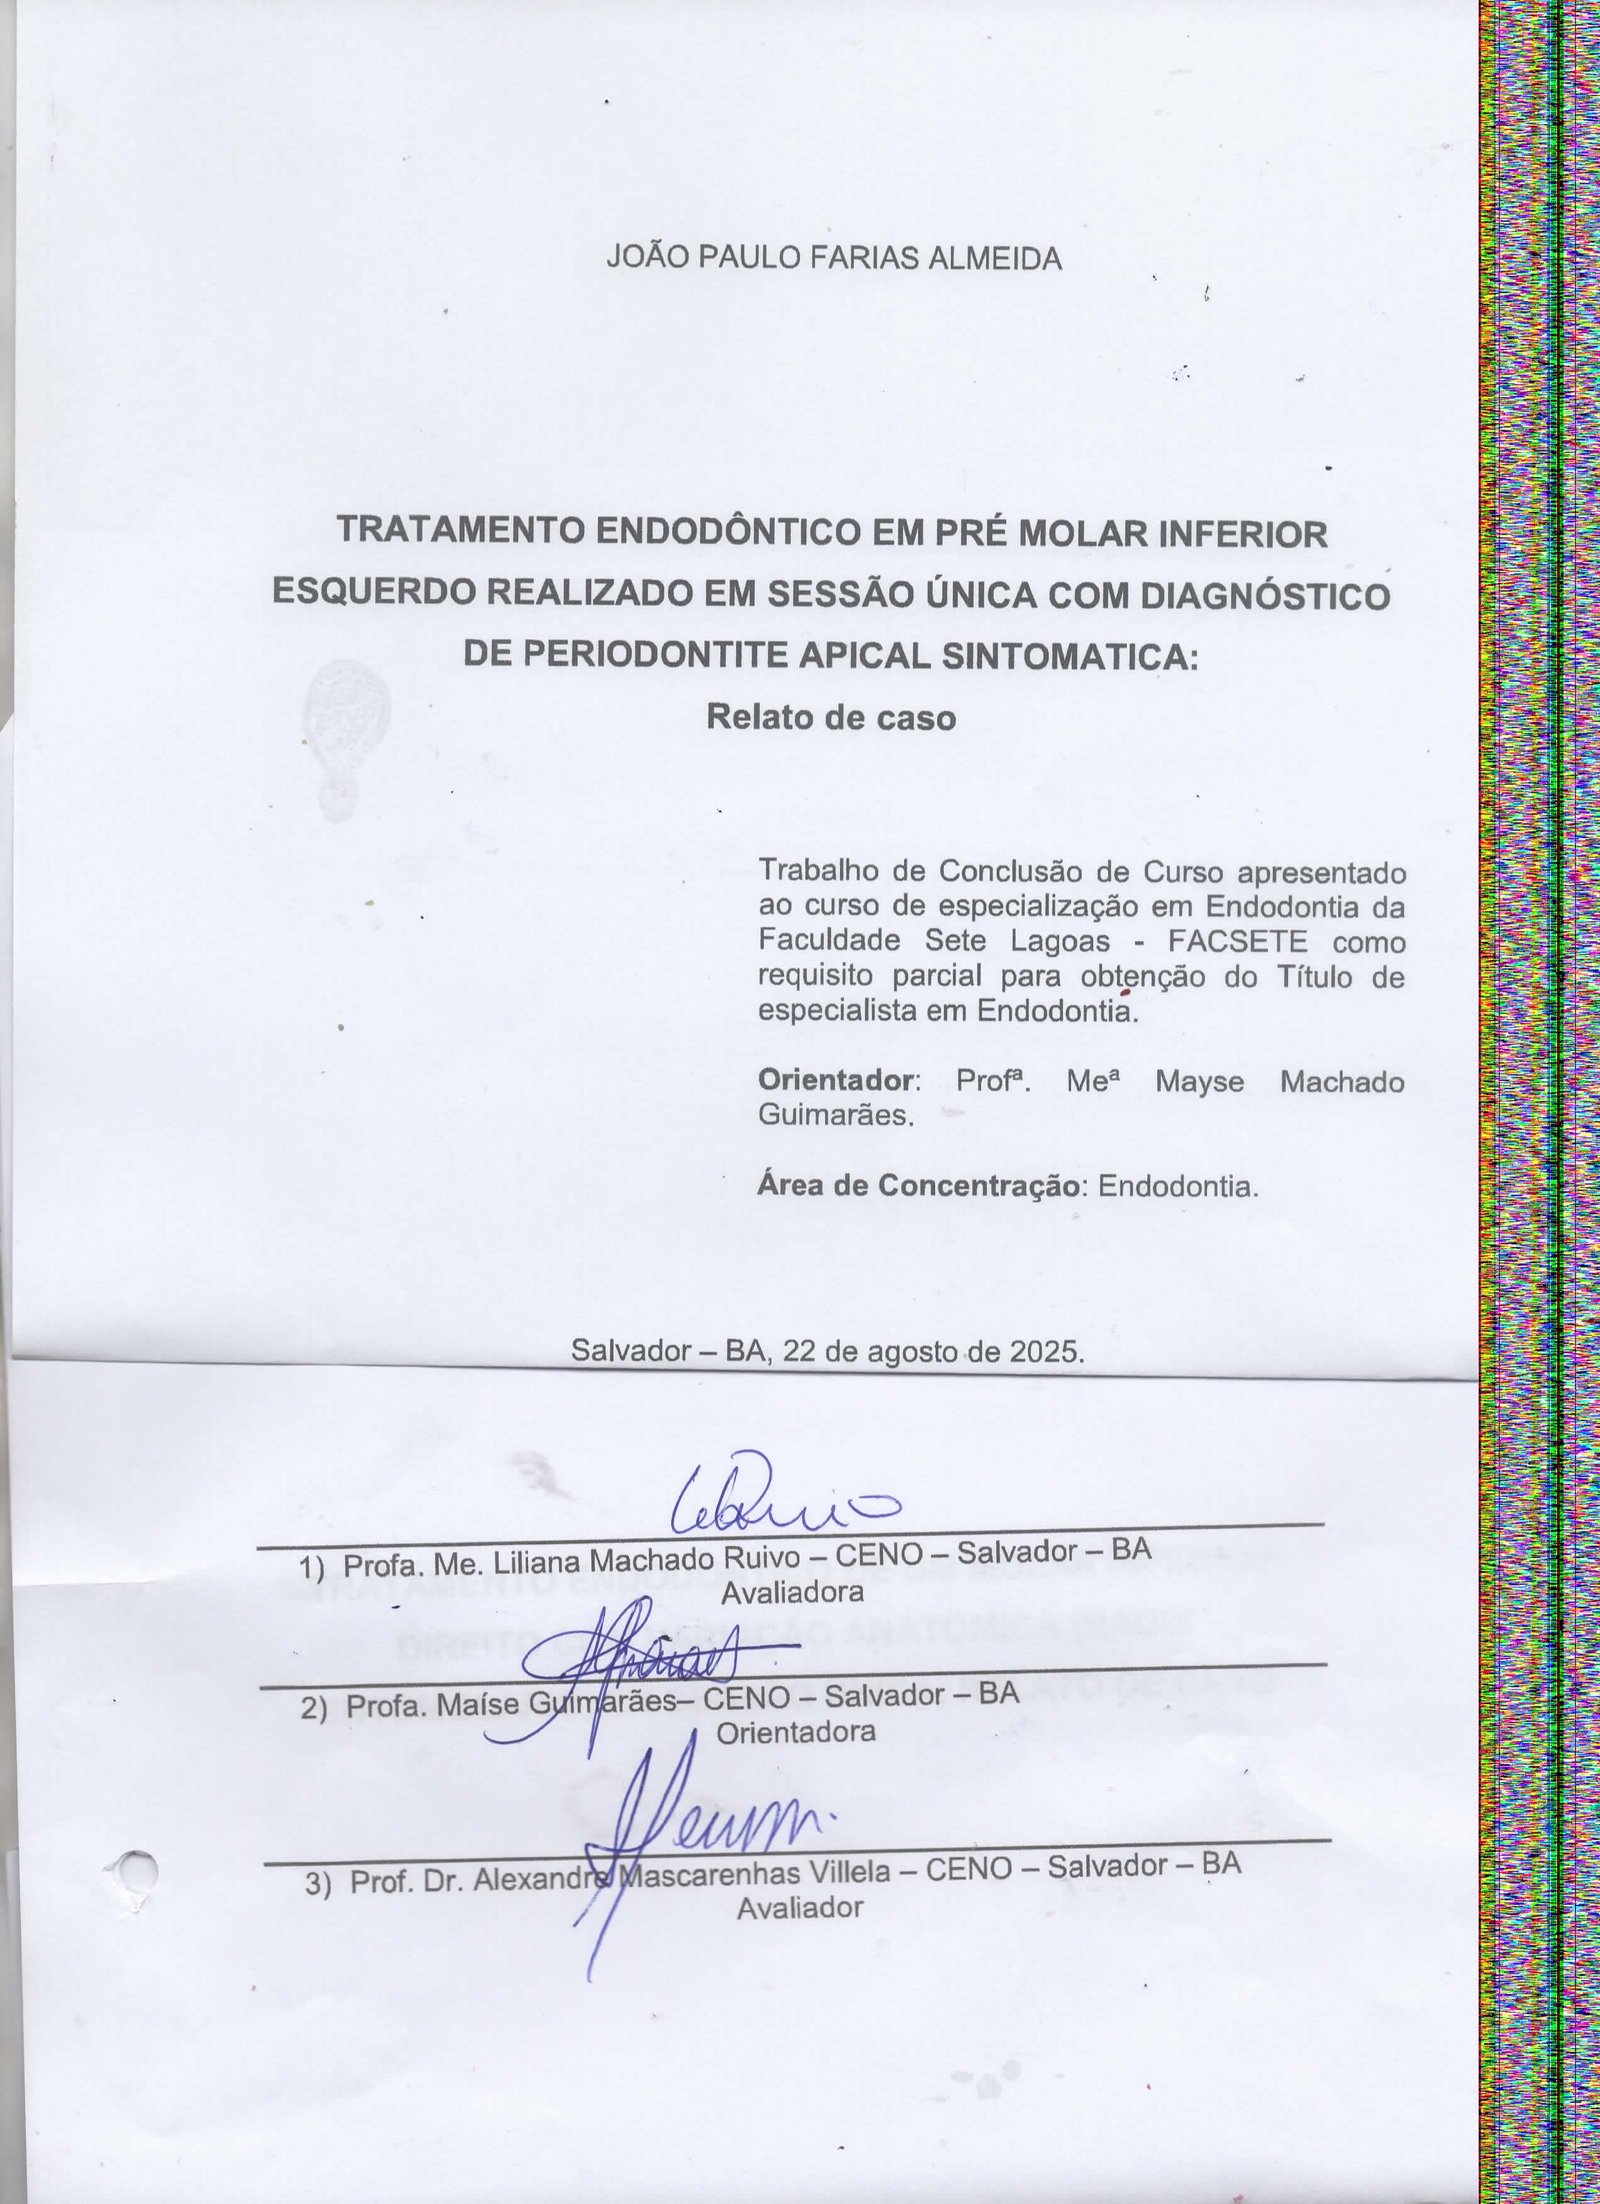 JOÃO PAULO FARIAS ALMEIDA
TRATAMENTO ENDODÔNTICO EM PRÉ MOLAR INFERIOR
ESQUERDO REALIZADO EM SESSÃO ÚNICA COM DIAGNÓSTICO
DE PERIODONTITE APICAL SINTOMATICA:
Relato de caso
Trabalho de Conclusão de Curso apresentado
ao curso de especialização em Endodontia da
Faculdade Sete Lagoas - FACSETE como
requisito parcial para obtenção do Título de
especialista em Endodontia.
Orientador: Profª. Meª Mayse Machado
Guimarães.
Área de Concentração: Endodontia.
Salvador – BA, 22 de agosto de 2025.
1) Profa. Me. Liliana Machado Ruivo – CENO – Salvador – BA
Avaliadora
2) Profa. Maíse Guimarães– CENO – Salvador – BA
Orientadora
3) Prof. Dr. Alexandre Mascarenhas Villela – CENO – Salvador – BA
Avaliador